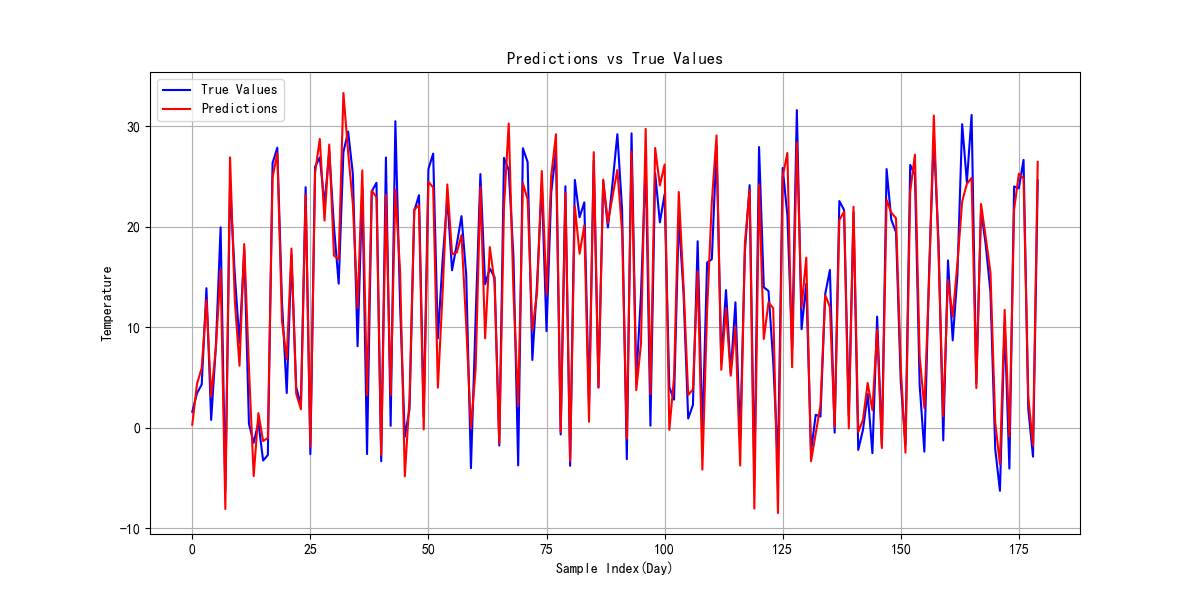 Predictions vs True Values
True Values
Predictions
Temperature
30
20
10
0
-10
0 25 50 75 100 125 150 175
Sample Index(Day)